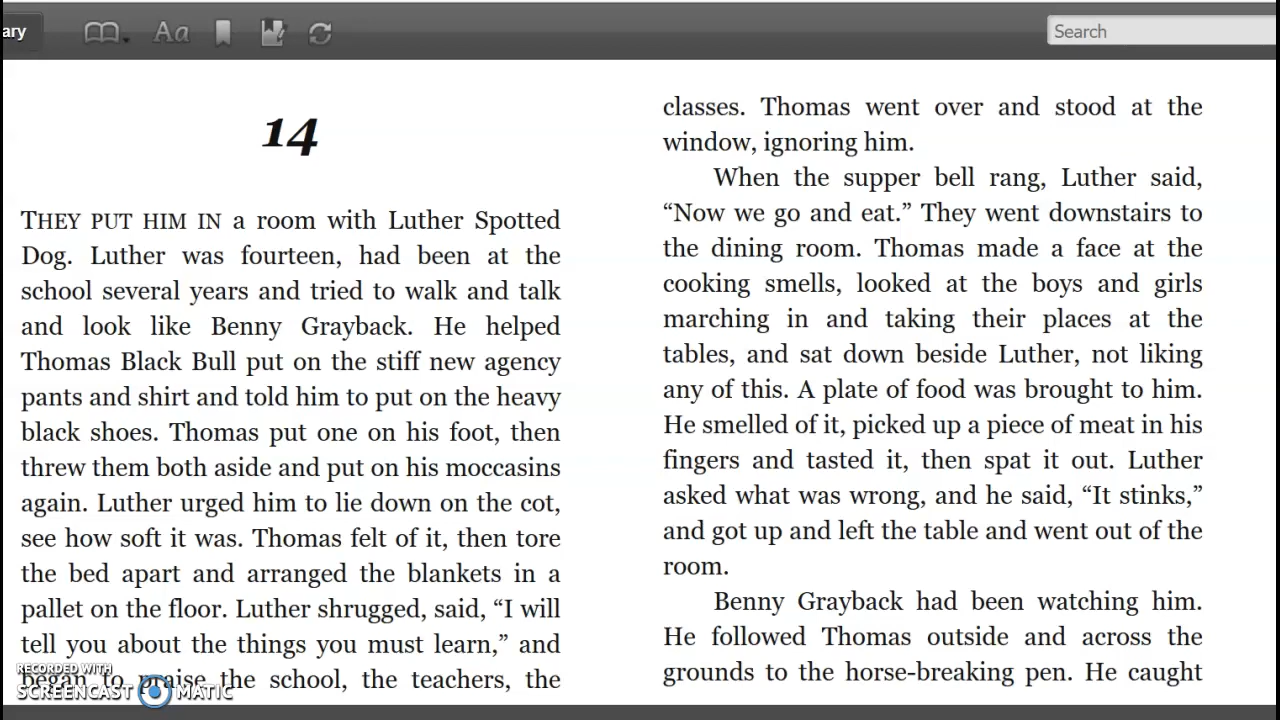 ary
Aa
Search
14
THEY PUT HIM IN a room with Luther Spotted
Dog. Luther was fourteen, had been at the
school several years and tried to walk and talk
and look like Benny Grayback. He helped
Thomas Black Bull put on the stiff new agency
pants and shirt and told him to put on the heavy
black shoes. Thomas put one on his foot, then
threw them both aside and put on his moccasins
again. Luther urged him to lie down on the cot,
see how soft it was. Thomas felt of it, then tore
the bed apart and arranged the blankets in a
pallet on the floor. Luther shrugged, said, “I will
tell you about the things you must learn,” and
began to praise the school, the teachers, the
classes. Thomas went over and stood at the
window, ignoring him.
When the supper bell rang, Luther said,
“Now we go and eat.” They went downstairs to
the dining room. Thomas made a face at the
cooking smells, looked at the boys and girls
marching in and taking their places at the
tables, and sat down beside Luther, not liking
any of this. A plate of food was brought to him.
He smelled of it, picked up a piece of meat in his
fingers and tasted it, then spat it out. Luther
asked what was wrong, and he said, “It stinks,”
and got up and left the table and went out of the
room.
Benny Grayback had been watching him.
He followed Thomas outside and across the
grounds to the horse-breaking pen. He caught
RECORDED WITH
SCREENCAST MATIC